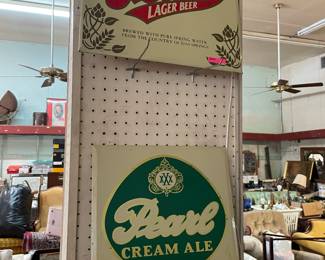 LAGER BEER
BREWED WITH PURE SPRING WATER
FROM THE COUNTRY OF 1100 SPRINGS
XXX
Pearl
CREAM ALE